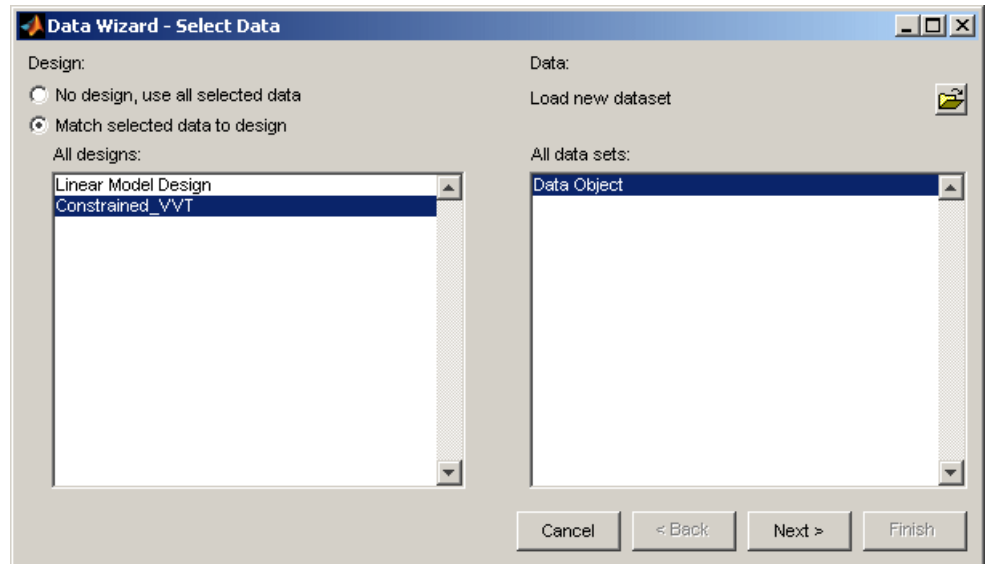 Data Wizard - Select Data
Design:
No design, use all selected data
Match selected data to design
All designs:
Linear Model Design
Constrained_VVT
Data:
Load new dataset
All data sets:
Data Object
Cancel
< Back
Next >
Finish